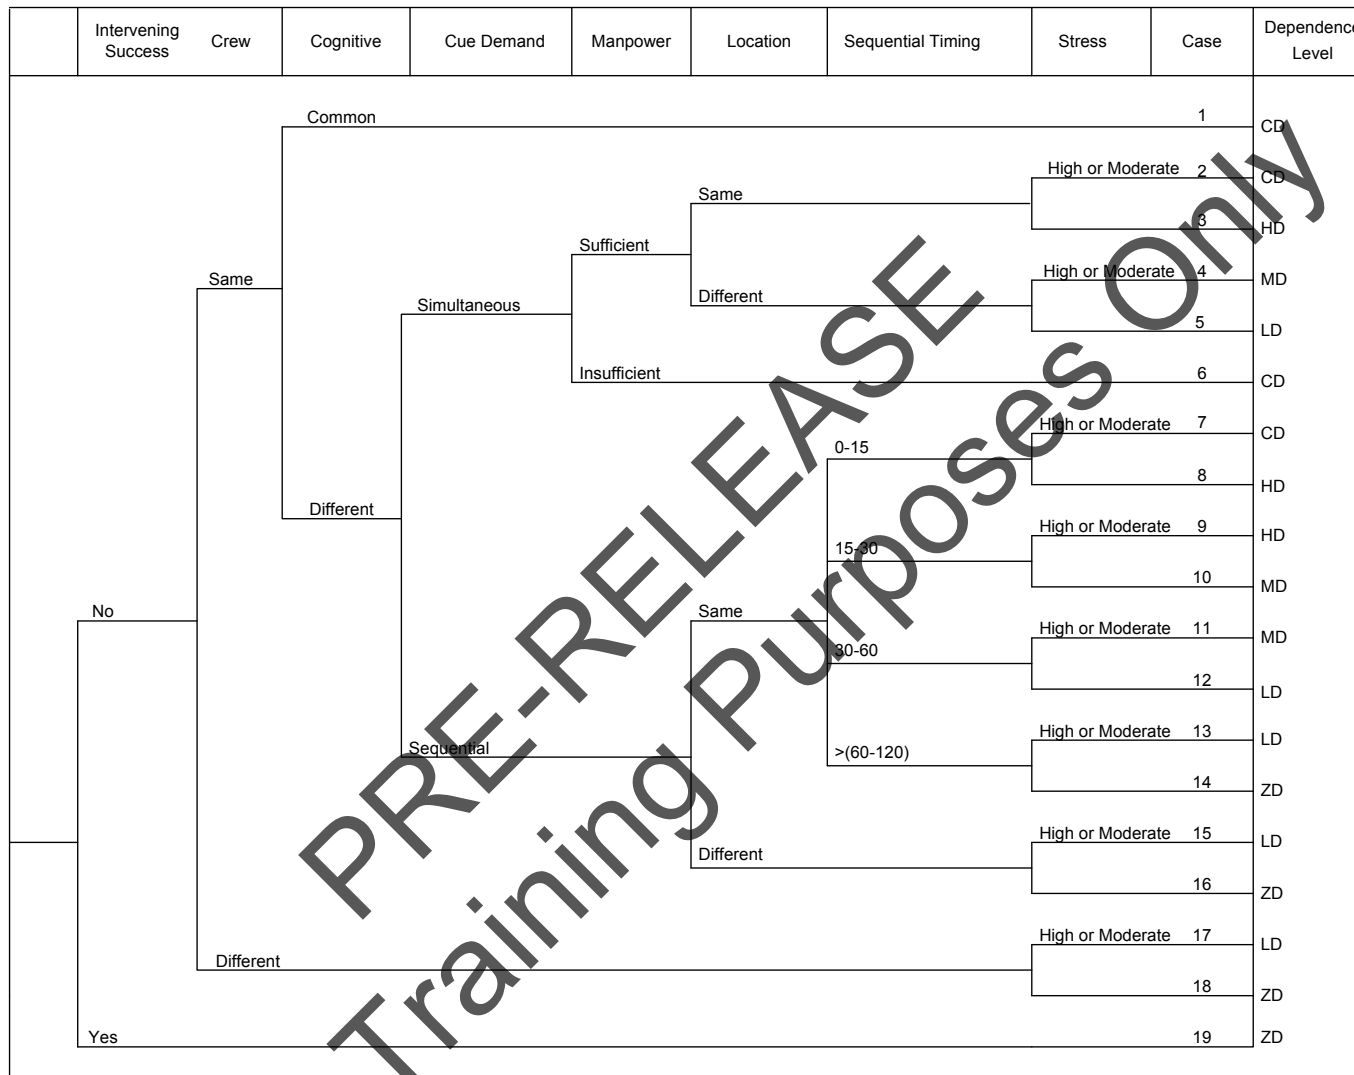 Intervening Success
Crew
Cognitive
Cue Demand
Manpower
Location
Sequential Timing
Stress
Case
Dependence Level
Common
1
CD
High or Moderate
2
CD
Same
3
HD
Sufficient
High or Moderate
4
MD
Same
Different
Simultaneous
5
LD
Insufficient
6
CD
High or Moderate
7
CD
0-15
8
HD
Different
High or Moderate
9
HD
15-30
10
MD
No
Same
High or Moderate
11
MD
30-60
12
LD
High or Moderate
13
LD
Sequential
>(60-120)
14
ZD
High or Moderate
15
LD
Different
16
ZD
High or Moderate
17
LD
Different
18
ZD
Yes
19
ZD
PRE-RELEASE
Training Purposes Only